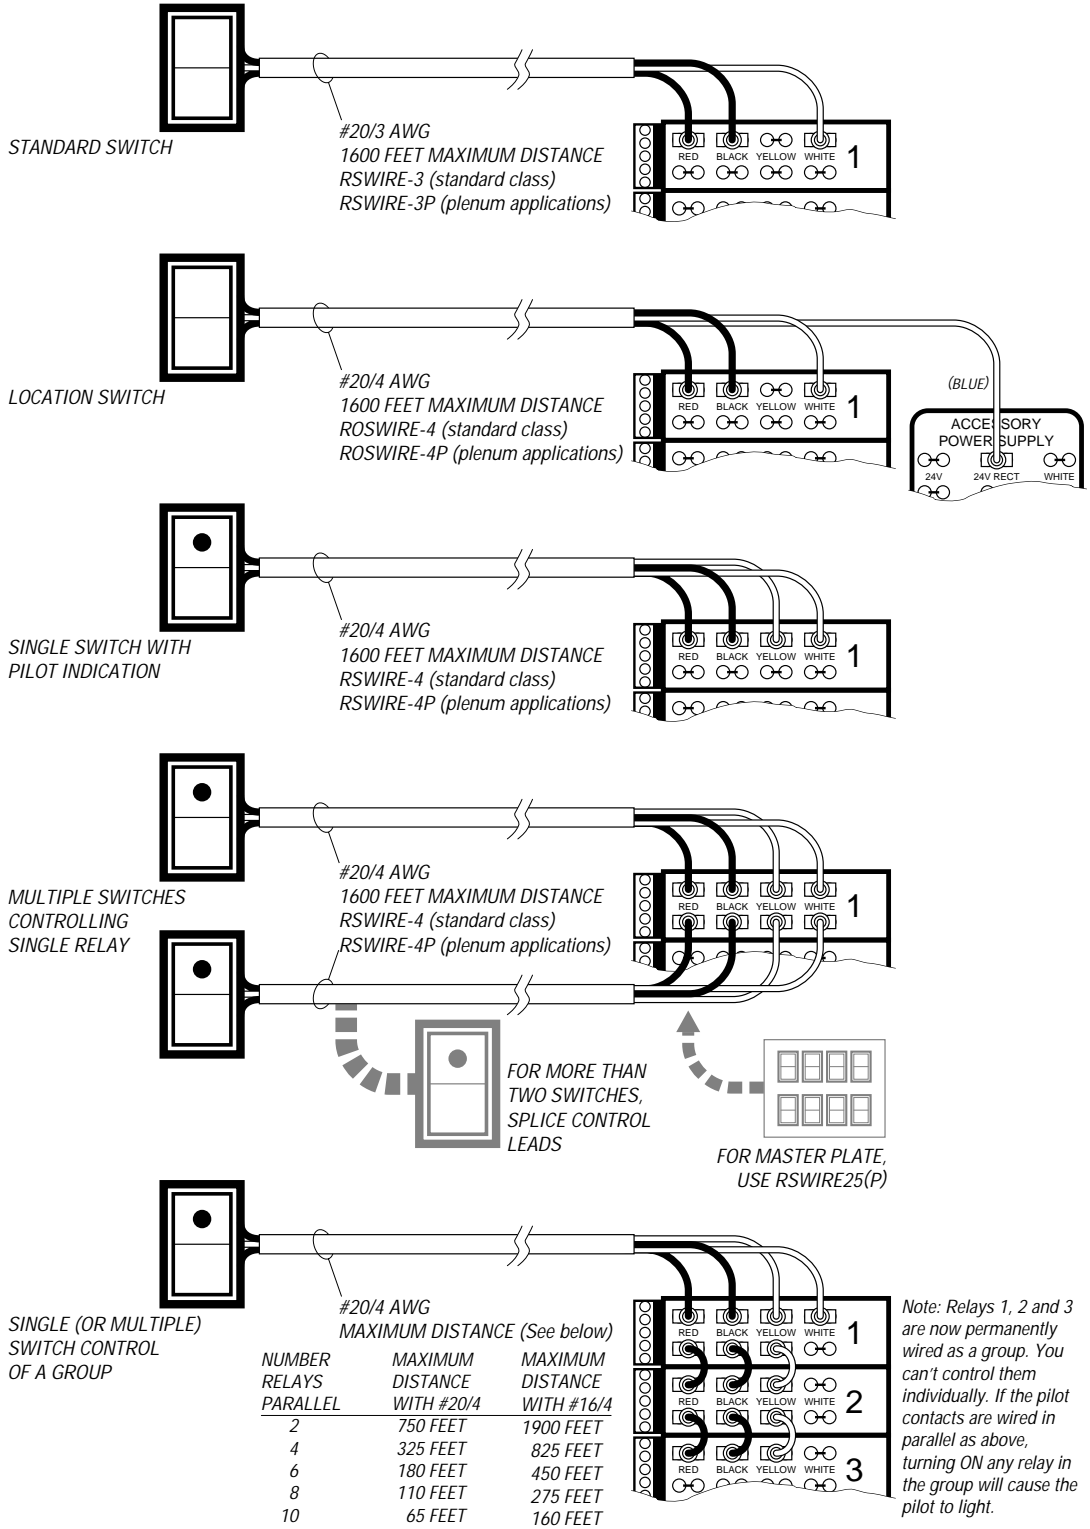 STANDARD SWITCH
#20/3 AWG
1600 FEET MAXIMUM DISTANCE
RSWIRE-3 (standard class)
RSWIRE-3P (plenum applications)
RED BLACK YELLOW WHITE 1
LOCATION SWITCH
#20/4 AWG
1600 FEET MAXIMUM DISTANCE
ROSWIRE-4 (standard class)
ROSWIRE-4P (plenum applications)
RED BLACK YELLOW WHITE 1
(BLUE)
ACCESSORY
POWER SUPPLY
24V 24V RECT WHITE
SINGLE SWITCH WITH
PILOT INDICATION
#20/4 AWG
1600 FEET MAXIMUM DISTANCE
RSWIRE-4 (standard class)
RSWIRE-4P (plenum applications)
RED BLACK YELLOW WHITE 1
MULTIPLE SWITCHES
CONTROLLING
SINGLE RELAY
#20/4 AWG
1600 FEET MAXIMUM DISTANCE
RSWIRE-4 (standard class)
RSWIRE-4P (plenum applications)
RED BLACK YELLOW WHITE 1
FOR MORE THAN
TWO SWITCHES,
SPLICE CONTROL
LEADS
FOR MASTER PLATE,
USE RSWIRE25(P)
SINGLE (OR MULTIPLE)
SWITCH CONTROL
OF A GROUP
#20/4 AWG
MAXIMUM DISTANCE (See below)
NUMBER MAXIMUM MAXIMUM
RELAYS DISTANCE DISTANCE
PARALLEL WITH #20/4 WITH #16/4
2 750 FEET 1900 FEET
4 325 FEET 825 FEET
6 180 FEET 450 FEET
8 110 FEET 275 FEET
10 65 FEET 160 FEET
RED BLACK YELLOW WHITE 1
RED BLACK YELLOW WHITE 2
RED BLACK YELLOW WHITE 3
Note: Relays 1, 2 and 3
are now permanently
wired as a group. You
can't control them
individually. If the pilot
contacts are wired in
parallel as above,
turning ON any relay in
the group will cause the
pilot to light.